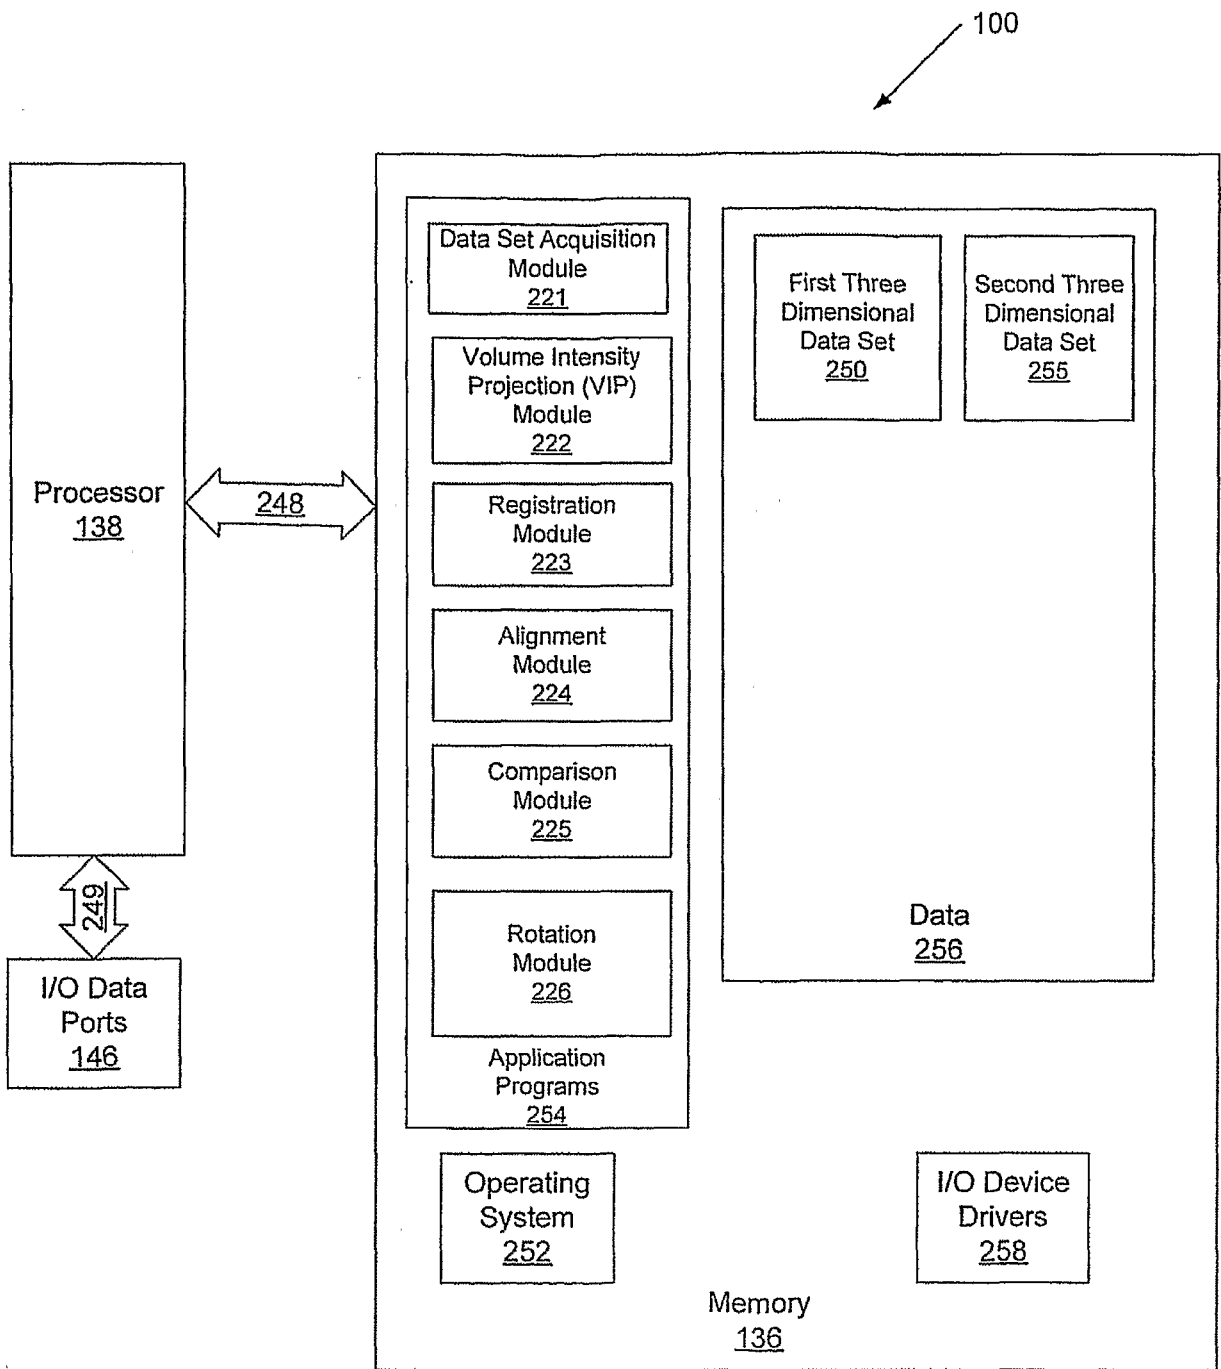 100
Processor
138
248
249
I/O Data
Ports
146
Data Set Acquisition
Module
221
Volume Intensity
Projection (VIP)
Module
222
Registration
Module
223
Alignment
Module
224
Comparison
Module
225
Rotation
Module
226
Application
Programs
254
First Three
Dimensional
Data Set
250
Second Three
Dimensional
Data Set
255
Data
256
Operating
System
252
I/O Device
Drivers
258
Memory
136